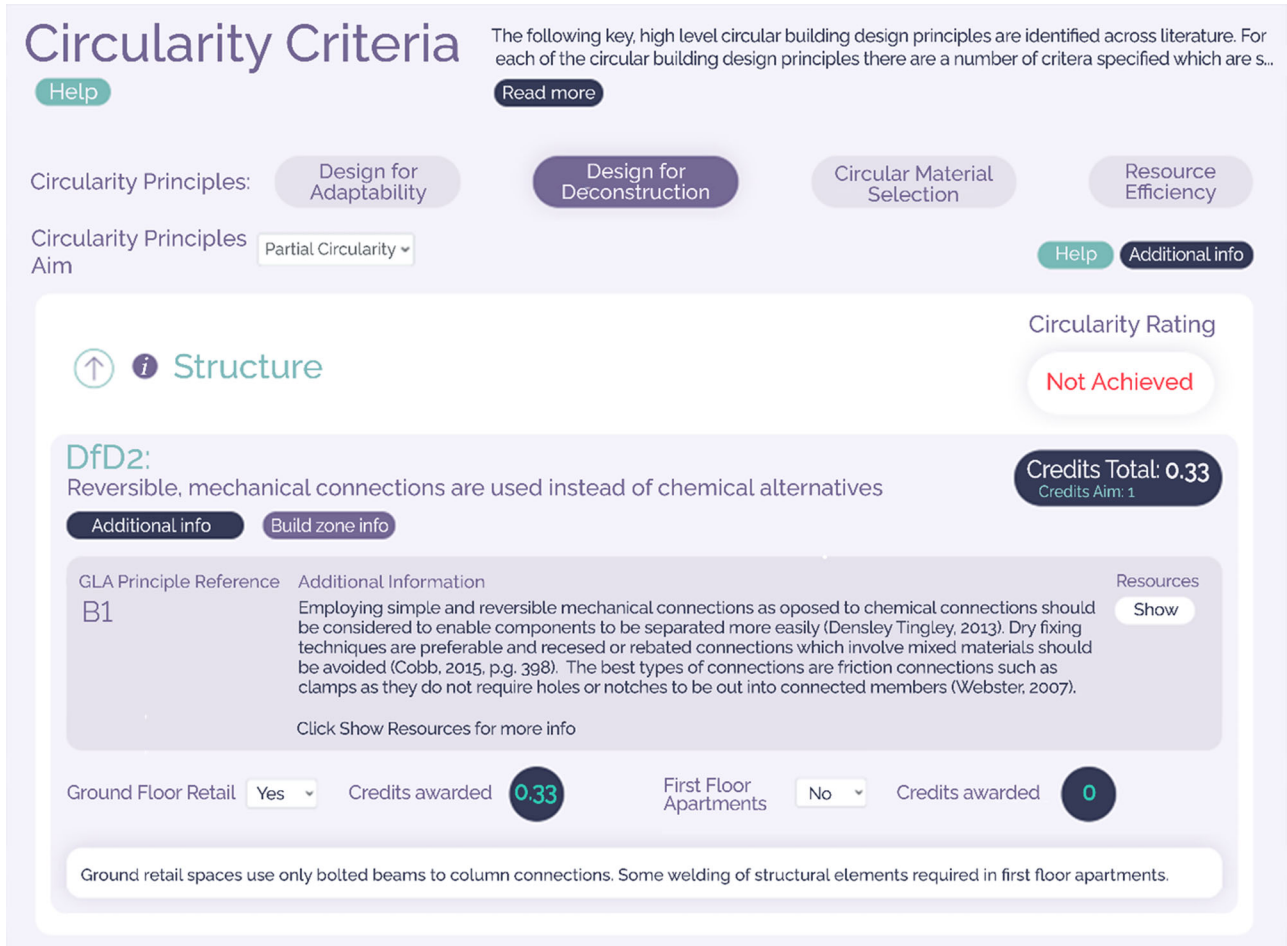 Circularity Criteria
The following key, high level circular building design principles are identified across literature. For
each of the circular building design principles there are a number of critera specified which are s...
Help
Read more
Circularity Principles:
Design for
Adaptability
Design for
Deconstruction
Circular Material
Selection
Resource
Efficiency
Circularity Principles
Aim
Partial Circularity
Help
Additional info
Circularity Rating
i
Structure
Not Achieved
DfD2:
Reversible, mechanical connections are used instead of chemical alternatives
Credits Total: 0.33
Credits Aim: 1
Additional info
Build zone info
GLA Principle Reference
B1
Additional Information
Employing simple and reversible mechanical connections as oposed to chemical connections should
be considered to enable components to be separated more easily (Densley Tingley, 2013). Dry fixing
techniques are preferable and recesed or rebated connections which involve mixed materials should
be avoided (Cobb, 2015, p.g. 398). The best types of connections are friction connections such as
clamps as they do not require holes or notches to be out into connected members (Webster, 2007).
Click Show Resources for more info
Resources
Show
Ground Floor Retail
Yes
Credits awarded
0.33
First Floor
Apartments
No
Credits awarded
0
Ground retail spaces use only bolted beams to column connections. Some welding of structural elements required in first floor apartments.